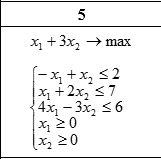 5
x₁ + 3x₂ → max
−x₁ + x₂ ≤ 2
x₁ + 2x₂ ≤ 7
4x₁ − 3x₂ ≤ 6
x₁ ≥ 0
x₂ ≥ 0